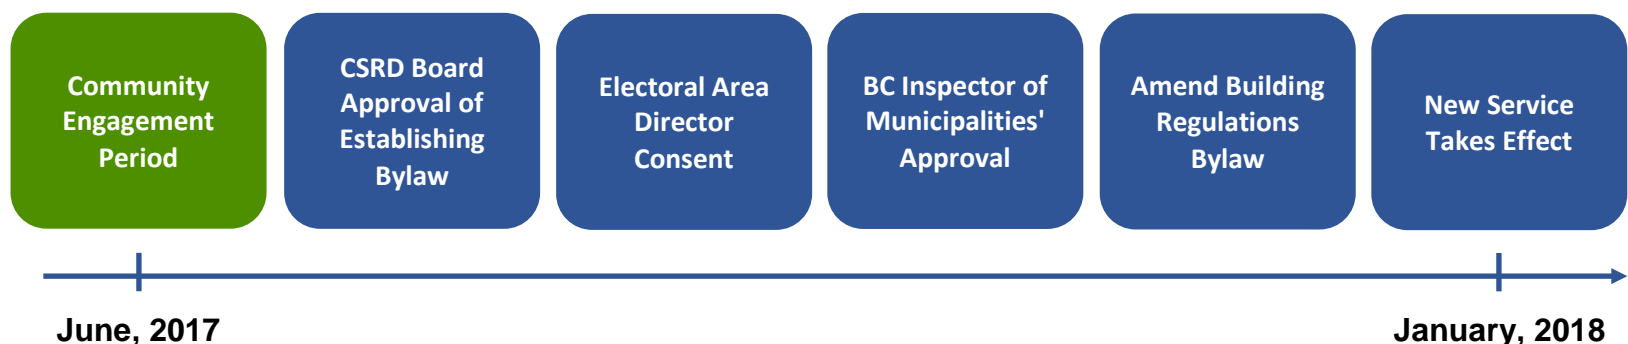 Community
Engagement
Period
CSRD Board
Approval of
Establishing
Bylaw
Electoral Area
Director
Consent
BC Inspector of
Municipalities'
Approval
Amend Building
Regulations
Bylaw
New Service
Takes Effect
June, 2017
January, 2018